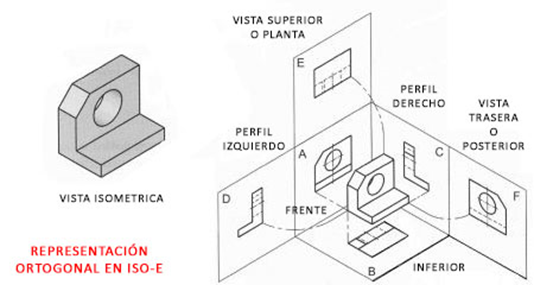 VISTA SUPERIOR
O PLANTA
E
PERFIL
DERECHO
VISTA
TRASERA
O
POSTERIOR
PERFIL
IZQUIERDO
A
C
D
F
FRENTE
B
INFERIOR
VISTA ISOMETRICA
REPRESENTACIÓN
ORTOGONAL EN ISO-E